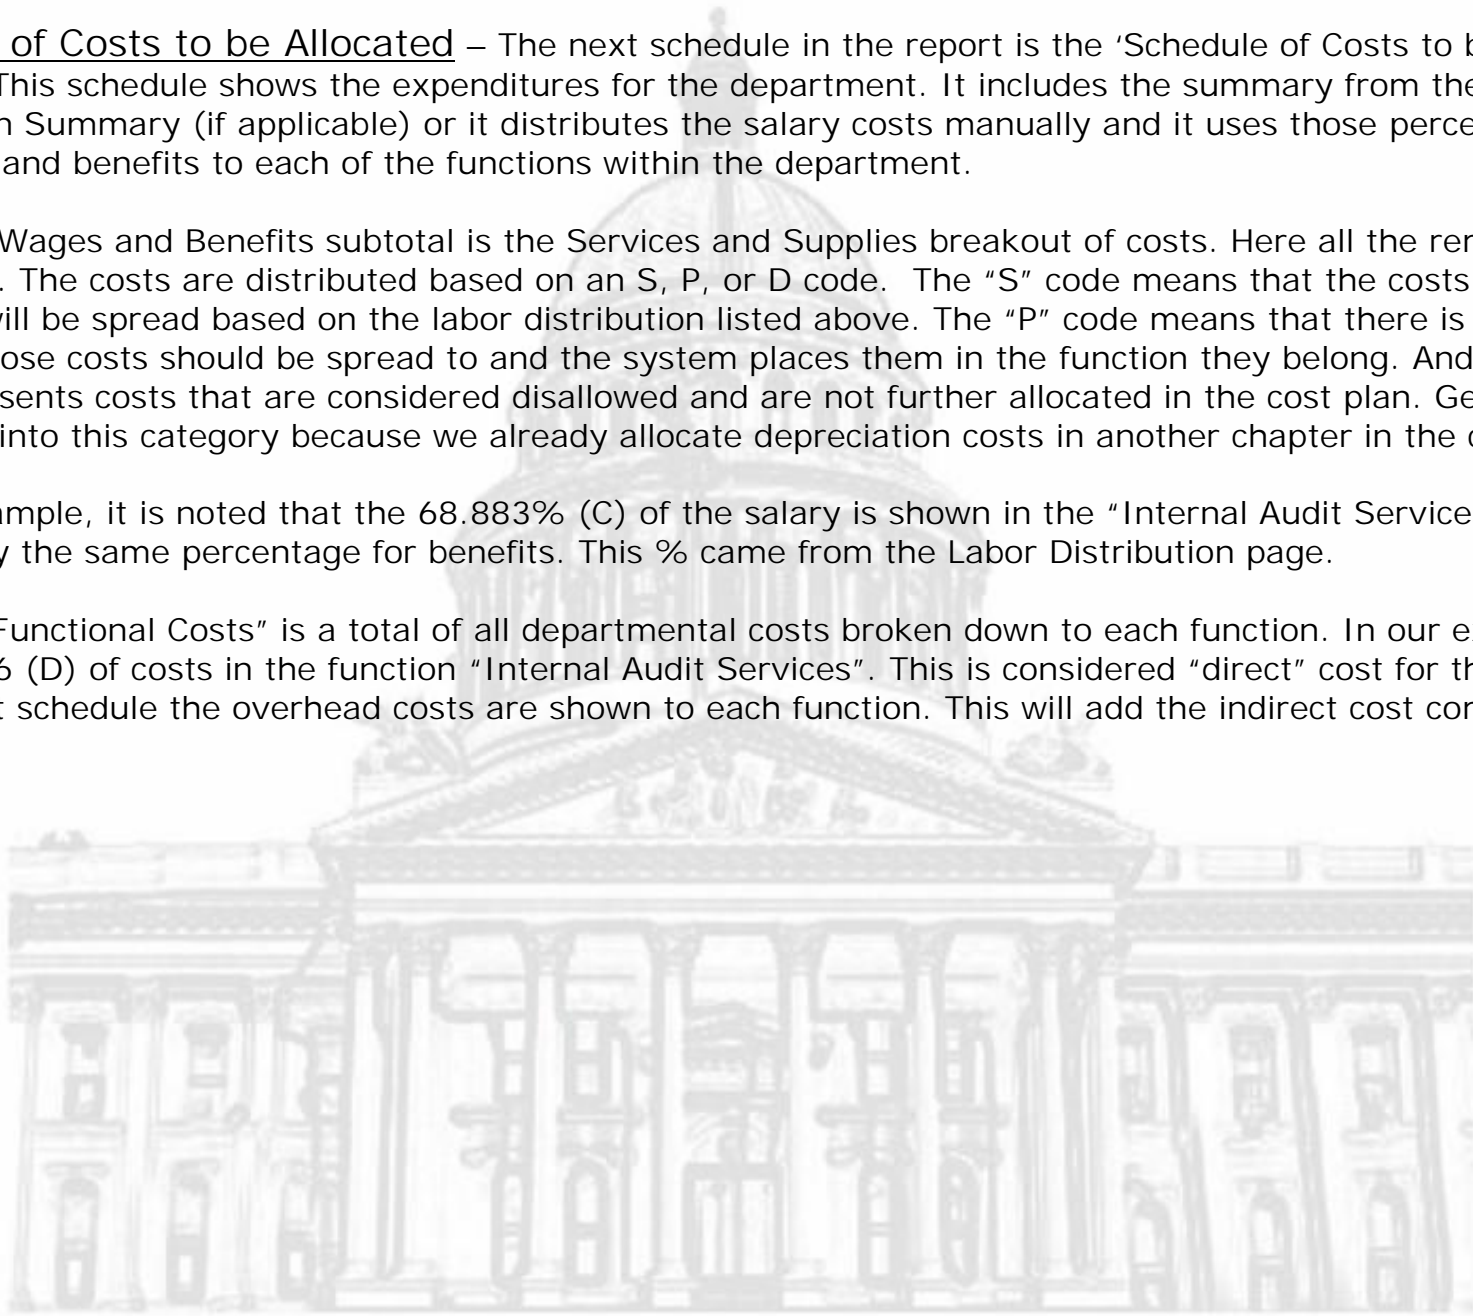 of Costs to be Allocated – The next schedule in the report is the ‘Schedule of Costs to b
This schedule shows the expenditures for the department. It includes the summary from the
n Summary (if applicable) or it distributes the salary costs manually and it uses those perce
and benefits to each of the functions within the department.
Wages and Benefits subtotal is the Services and Supplies breakout of costs. Here all the rer
. The costs are distributed based on an S, P, or D code. The “S” code means that the costs
will be spread based on the labor distribution listed above. The “P” code means that there is
ose costs should be spread to and the system places them in the function they belong. And
sents costs that are considered disallowed and are not further allocated in the cost plan. Ge
into this category because we already allocate depreciation costs in another chapter in the c
ample, it is noted that the 68.883% (C) of the salary is shown in the “Internal Audit Service
y the same percentage for benefits. This % came from the Labor Distribution page.
Functional Costs” is a total of all departmental costs broken down to each function. In our e
6 (D) of costs in the function “Internal Audit Services”. This is considered “direct” cost for th
t schedule the overhead costs are shown to each function. This will add the indirect cost cor